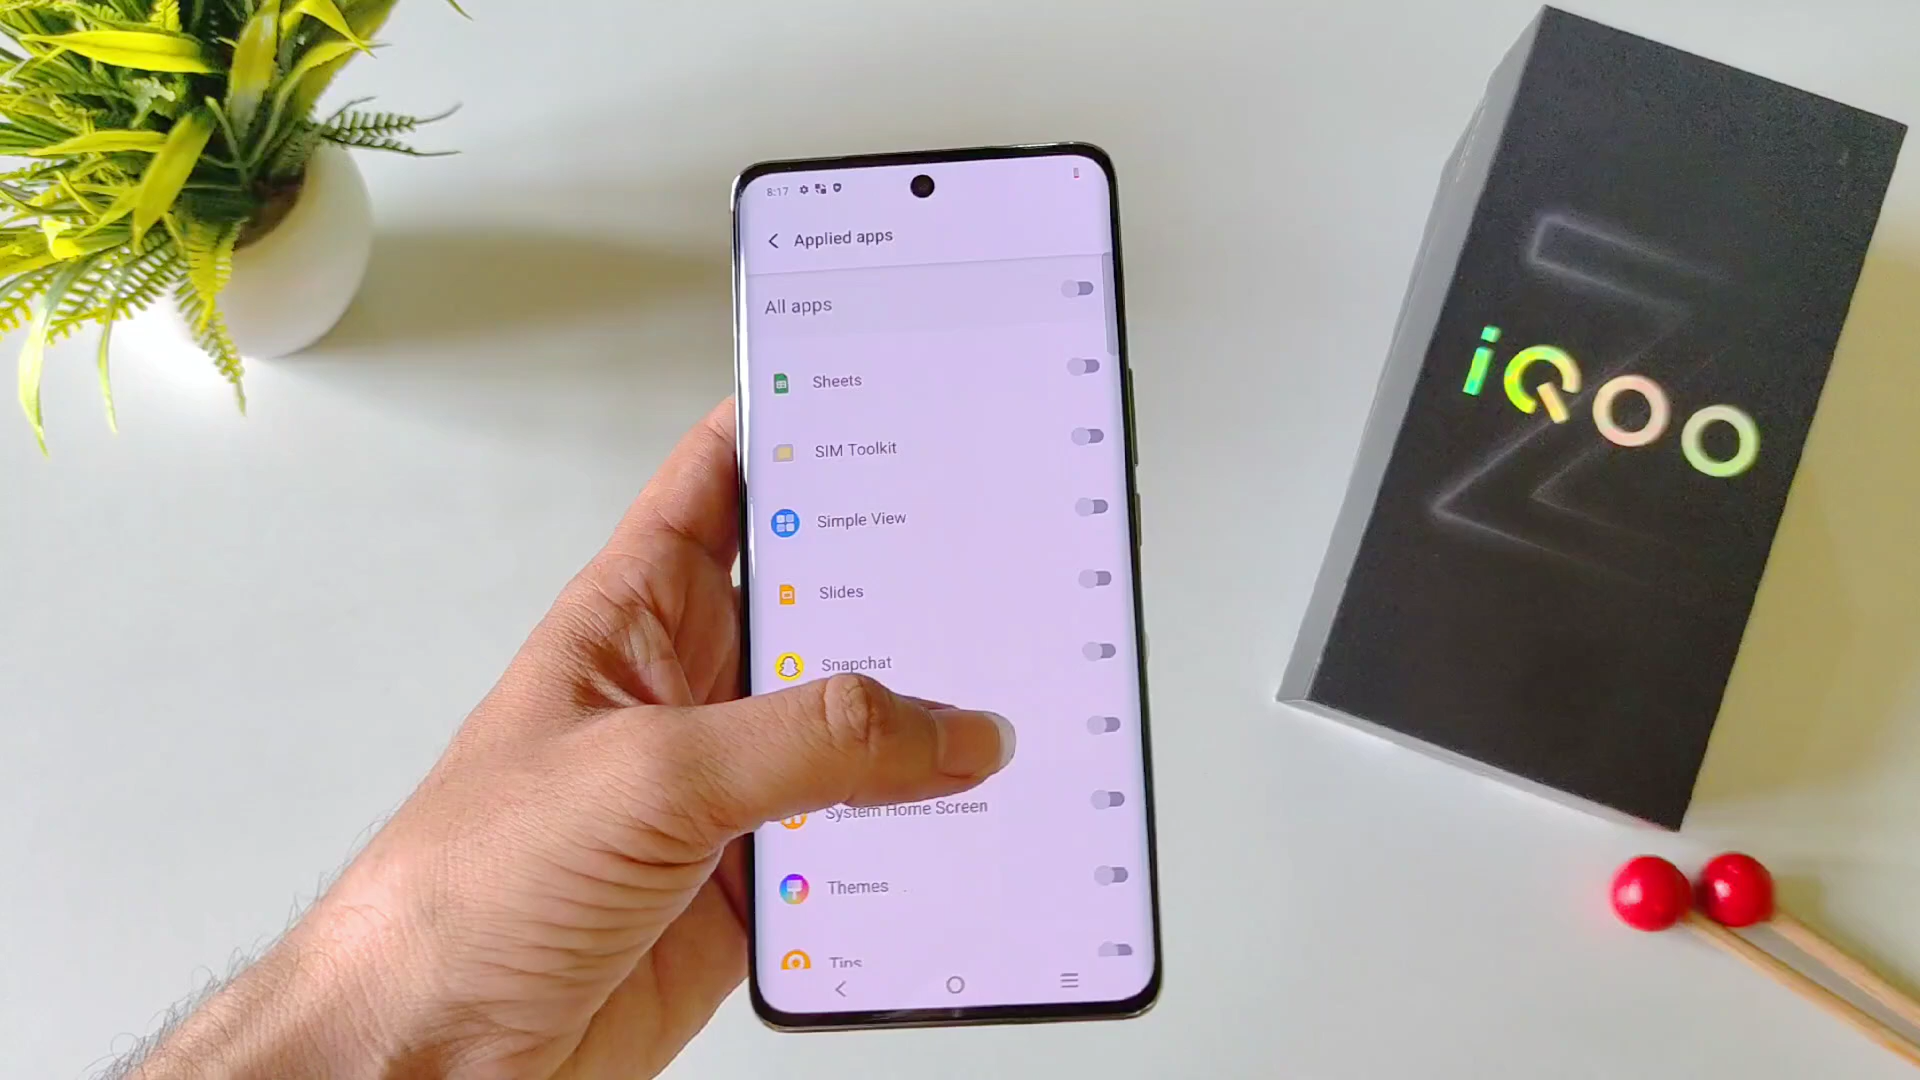 8:17
Applied apps
All apps
Sheets
SIM Toolkit
Simple View
Slides
Snapchat
System Home Screen
Themes
Tips
iQOO
Z